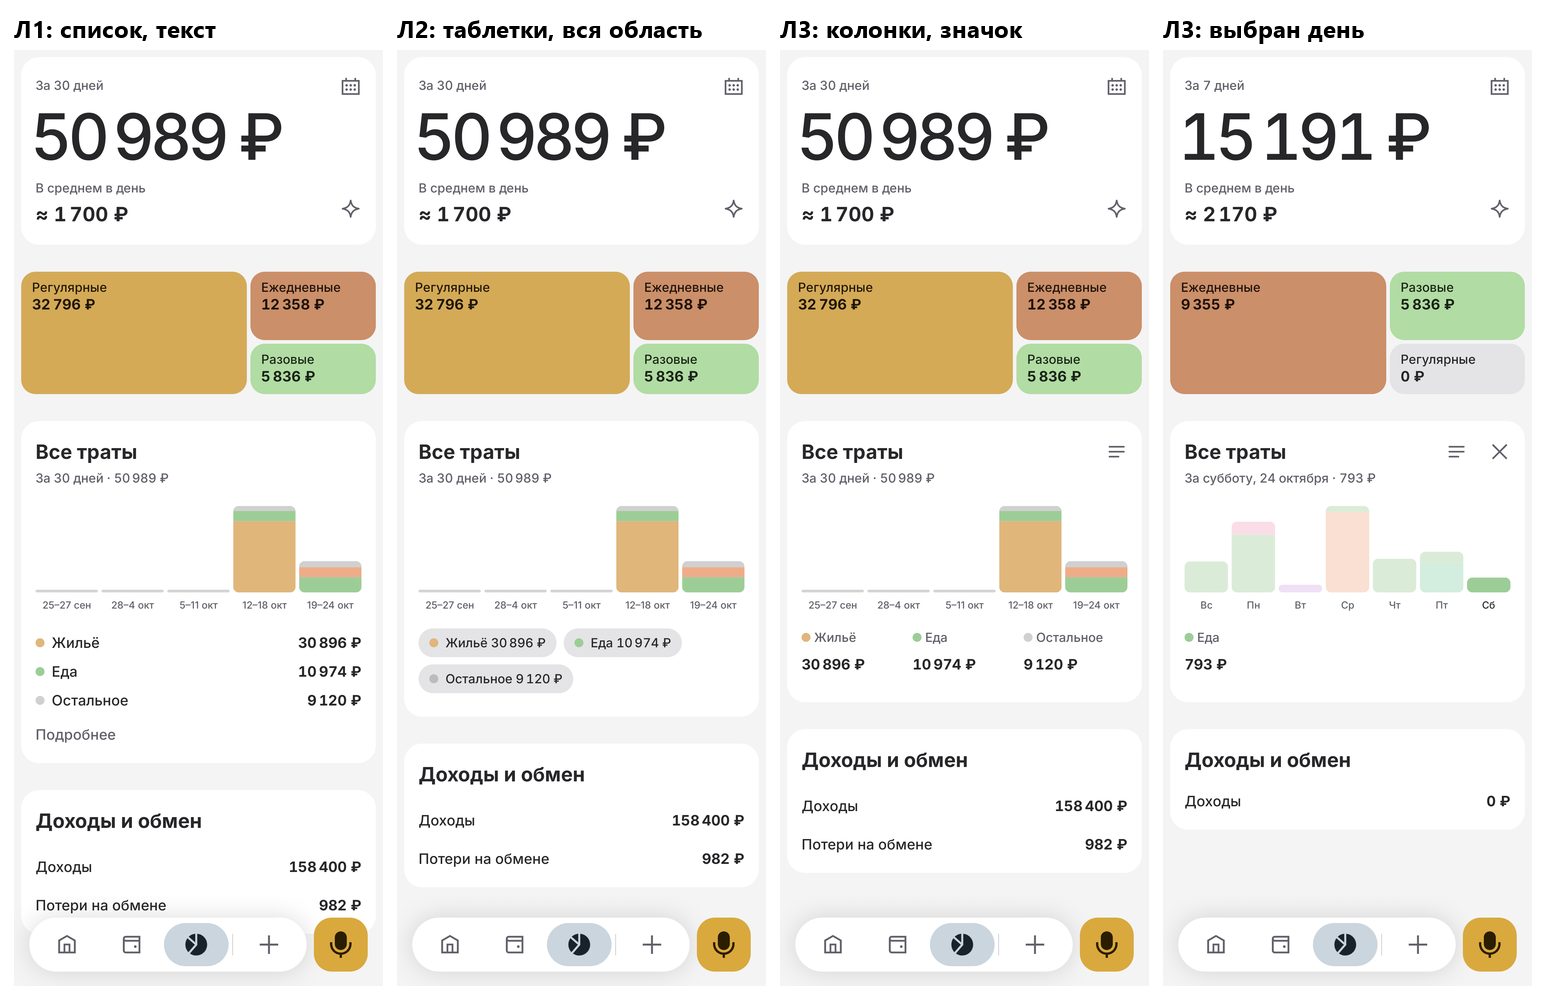 Л1: список, текст
За 30 дней
50 989 ₽
В среднем в день
≈ 1 700 ₽
Регулярные
32 796 ₽
Ежедневные
12 358 ₽
Разовые
5 836 ₽
Все траты
За 30 дней · 50 989 ₽
25–27 сен 28–4 окт 5–11 окт 12–18 окт 19–24 окт
Жильё 30 896 ₽
Еда 10 974 ₽
Остальное 9 120 ₽
Подробнее
Доходы и обмен
Доходы 158 400 ₽
Потери на обмене 982 ₽
Л2: таблетки, вся область
За 30 дней
50 989 ₽
В среднем в день
≈ 1 700 ₽
Регулярные
32 796 ₽
Ежедневные
12 358 ₽
Разовые
5 836 ₽
Все траты
За 30 дней · 50 989 ₽
25–27 сен 28–4 окт 5–11 окт 12–18 окт 19–24 окт
Жильё 30 896 ₽ Еда 10 974 ₽
Остальное 9 120 ₽
Доходы и обмен
Доходы 158 400 ₽
Потери на обмене 982 ₽
Л3: колонки, значок
За 30 дней
50 989 ₽
В среднем в день
≈ 1 700 ₽
Регулярные
32 796 ₽
Ежедневные
12 358 ₽
Разовые
5 836 ₽
Все траты
За 30 дней · 50 989 ₽
25–27 сен 28–4 окт 5–11 окт 12–18 окт 19–24 окт
Жильё Еда Остальное
30 896 ₽ 10 974 ₽ 9 120 ₽
Доходы и обмен
Доходы 158 400 ₽
Потери на обмене 982 ₽
Л3: выбран день
За 7 дней
15 191 ₽
В среднем в день
≈ 2 170 ₽
Ежедневные
9 355 ₽
Разовые
5 836 ₽
Регулярные
0 ₽
Все траты
За субботу, 24 октября · 793 ₽
Вс Пн Вт Ср Чт Пт Сб
Еда
793 ₽
Доходы и обмен
Доходы 0 ₽